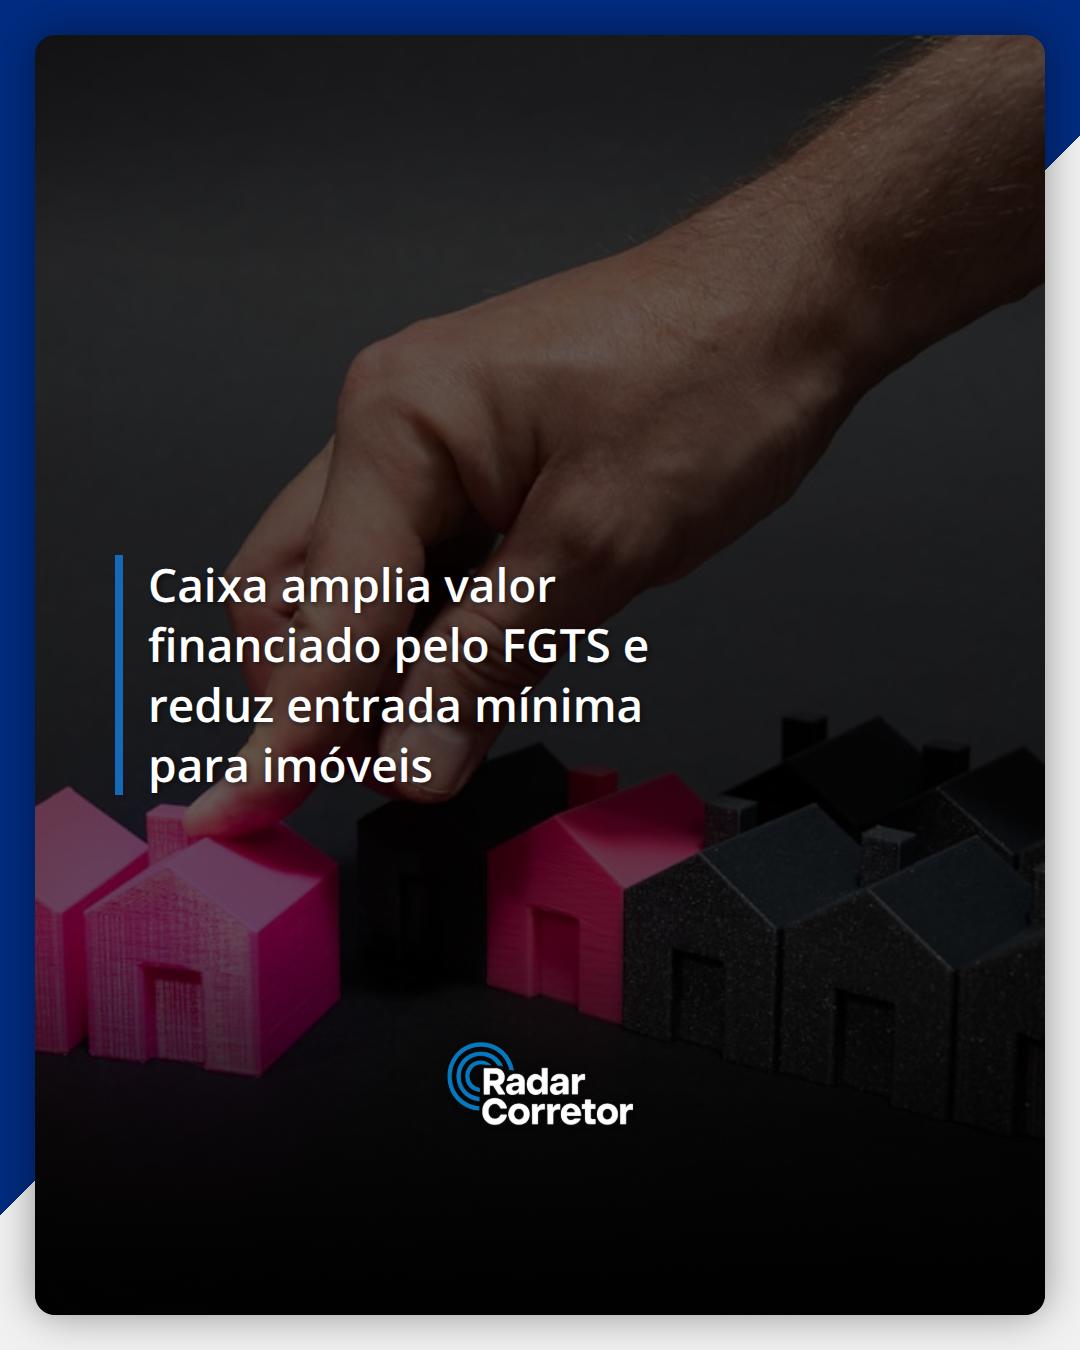 Caixa amplia valor
financiado pelo FGTS e
reduz entrada mínima
para imóveis
Radar
Corretor